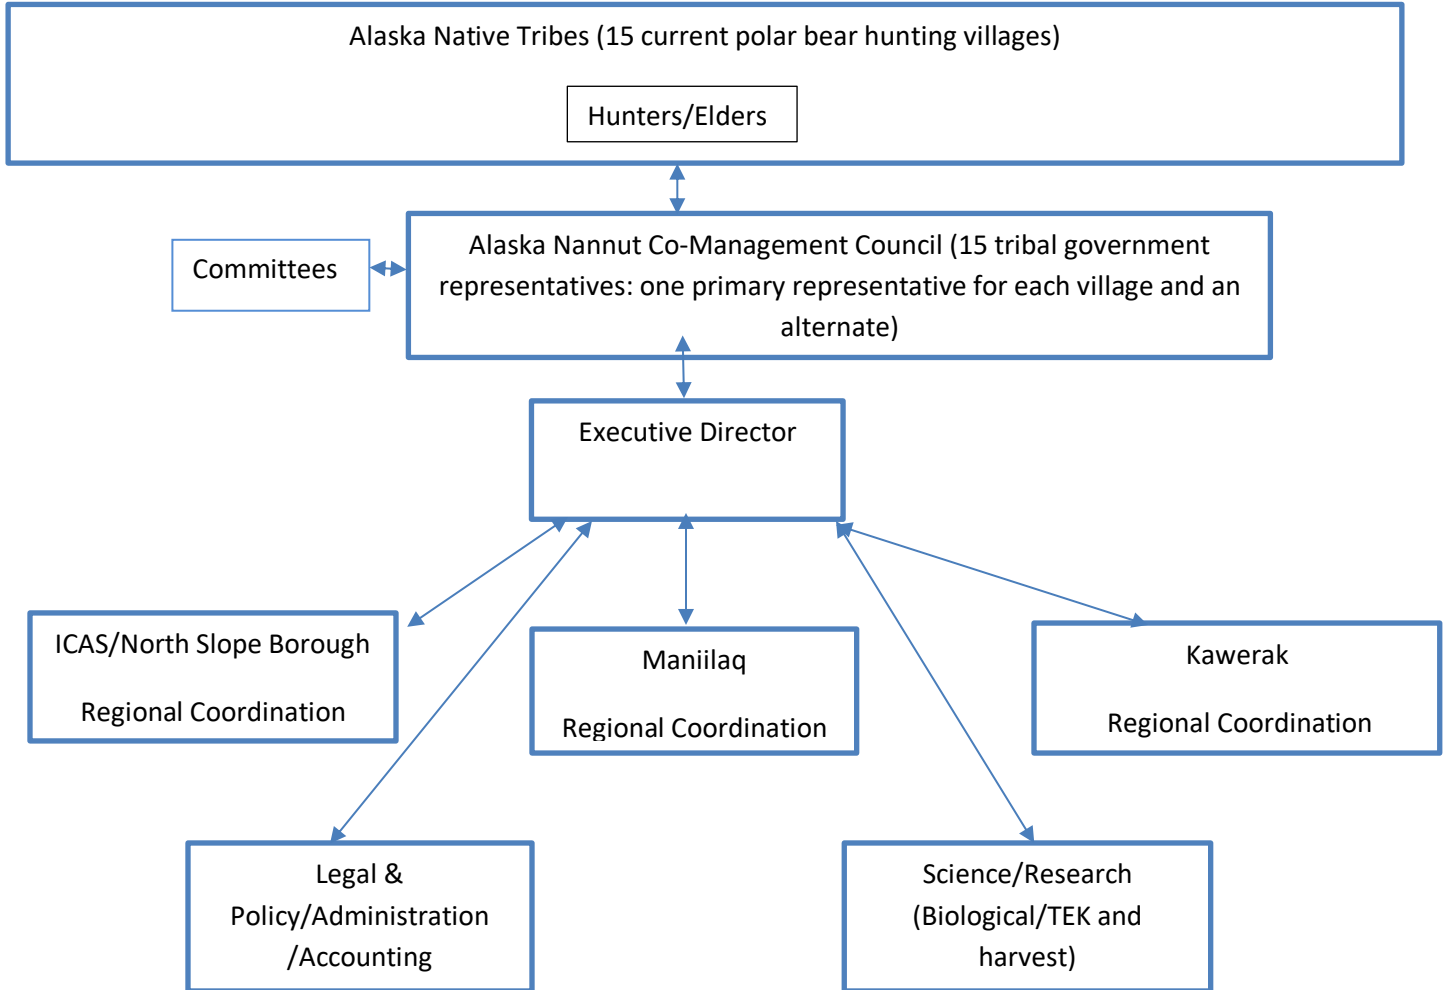 Alaska Native Tribes (15 current polar bear hunting villages)
Hunters/Elders
Committees
Alaska Nannut Co-Management Council (15 tribal government
representatives: one primary representative for each village and an
alternate)
Executive Director
ICAS/North Slope Borough
Regional Coordination
Maniilaq
Regional Coordination
Kawerak
Regional Coordination
Legal &
Policy/Administration
/Accounting
Science/Research
(Biological/TEK and
harvest)